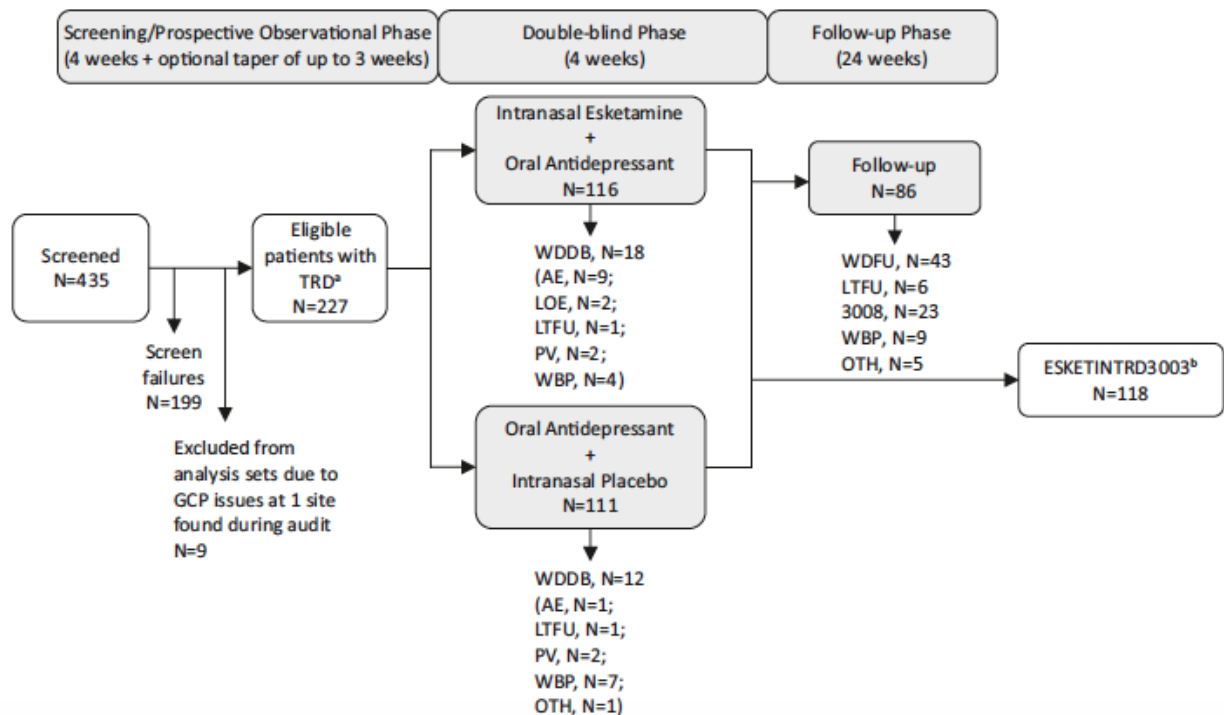 Screening/Prospective Observational Phase
(4 weeks + optional taper of up to 3 weeks)
Double-blind Phase
(4 weeks)
Follow-up Phase
(24 weeks)
Screened
N=435
Screen
failures
N=199
Excluded from
analysis sets due to
GCP issues at 1 site
found during audit
N=9
Eligible
patients with
TRDᵃ
N=227
Intranasal Esketamine
+
Oral Antidepressant
N=116
WDDB, N=18
(AE, N=9;
LOE, N=2;
LTFU, N=1;
PV, N=2;
WBP, N=4)
Oral Antidepressant
+
Intranasal Placebo
N=111
WDDB, N=12
(AE, N=1;
LTFU, N=1;
PV, N=2;
WBP, N=7;
OTH, N=1)
Follow-up
N=86
WDFU, N=43
LTFU, N=6
3008, N=23
WBP, N=9
OTH, N=5
ESKETINTRD3003ᵇ
N=118